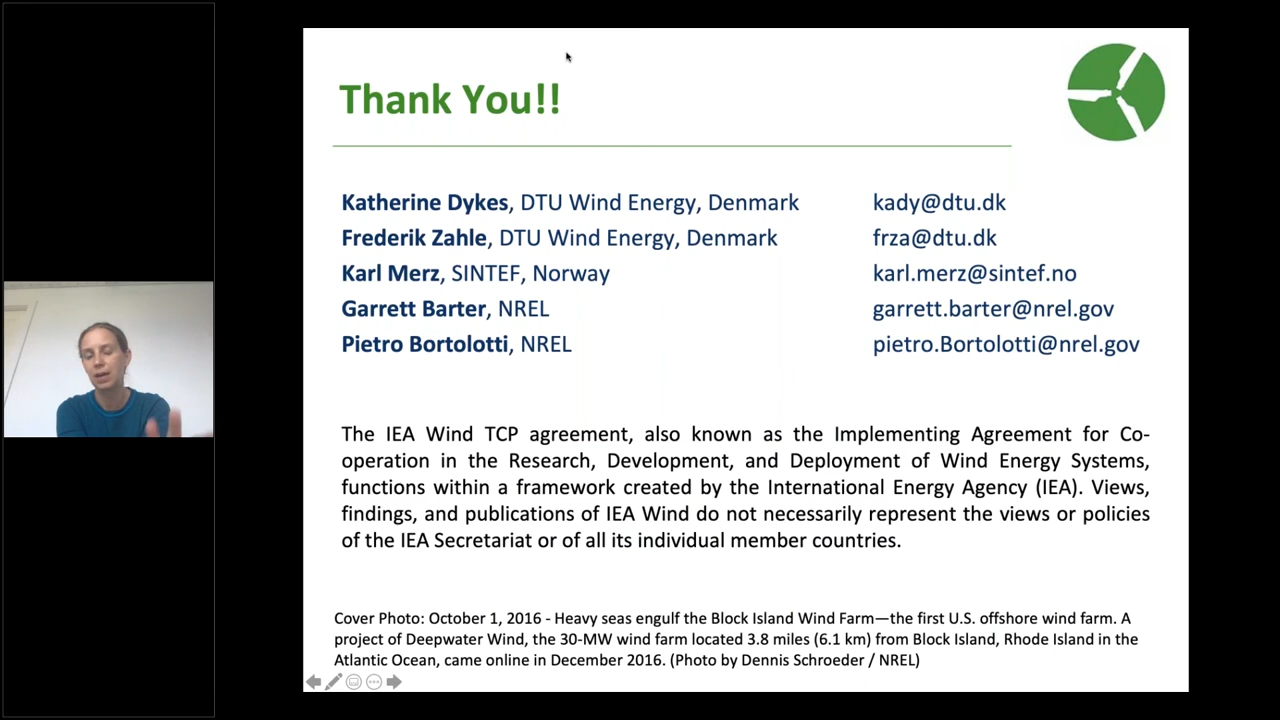 Thank You!!
Katherine Dykes, DTU Wind Energy, Denmark kady@dtu.dk
Frederik Zahle, DTU Wind Energy, Denmark frza@dtu.dk
Karl Merz, SINTEF, Norway karl.merz@sintef.no
Garrett Barter, NREL garrett.barter@nrel.gov
Pietro Bortolotti, NREL pietro.Bortolotti@nrel.gov
The IEA Wind TCP agreement, also known as the Implementing Agreement for Co-
operation in the Research, Development, and Deployment of Wind Energy Systems,
functions within a framework created by the International Energy Agency (IEA). Views,
findings, and publications of IEA Wind do not necessarily represent the views or policies
of the IEA Secretariat or of all its individual member countries.
Cover Photo: October 1, 2016 - Heavy seas engulf the Block Island Wind Farm—the first U.S. offshore wind farm. A
project of Deepwater Wind, the 30-MW wind farm located 3.8 miles (6.1 km) from Block Island, Rhode Island in the
Atlantic Ocean, came online in December 2016. (Photo by Dennis Schroeder / NREL)